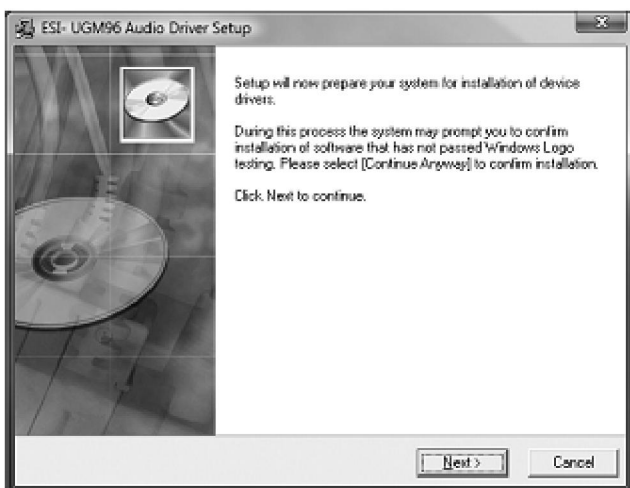 ESI- UGM96 Audio Driver Setup
Setup will now prepare your system for installation of device
drivers.
During this process the system may prompt you to confirm
installation of software that has not passed Windows Logo
testing. Please select [Continue Anyway] to confirm installation.
Click Next to continue.
Next >
Cancel